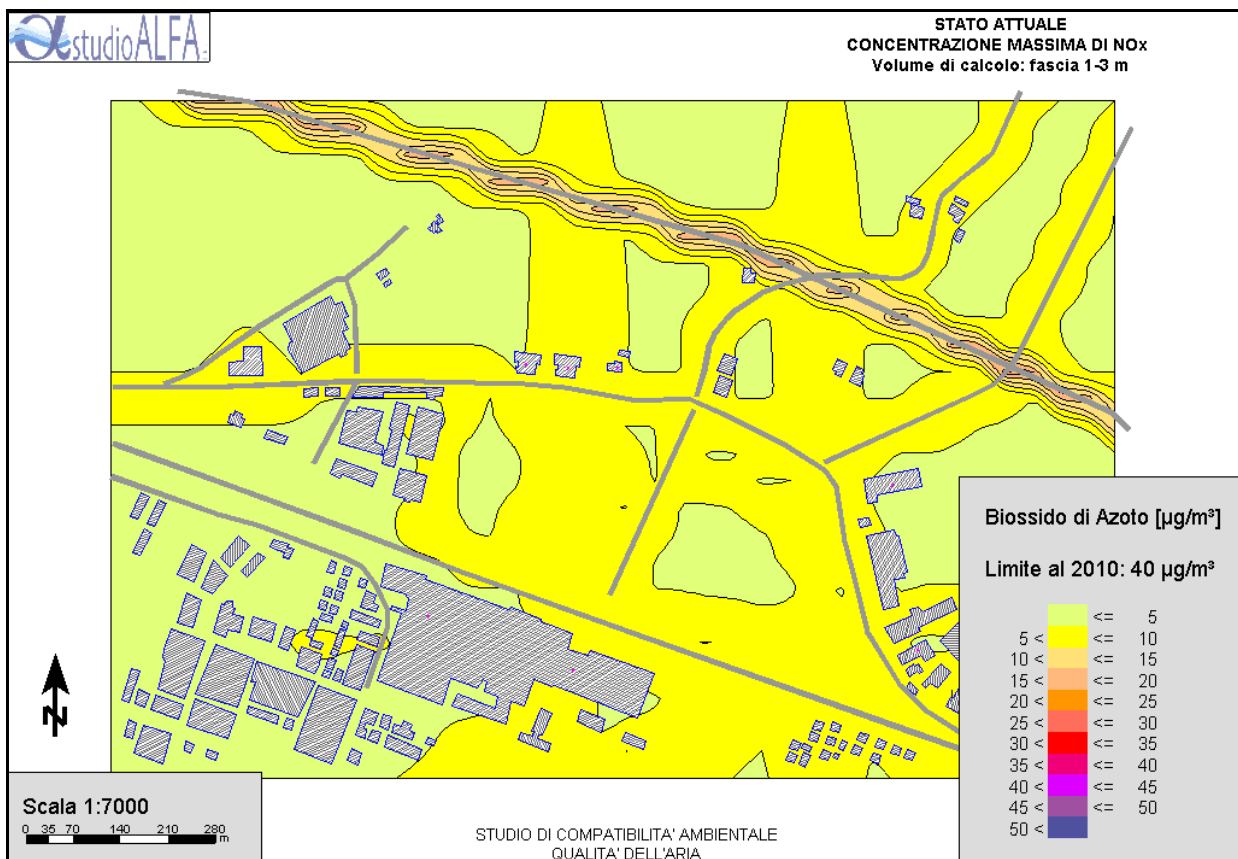 αstudioALFA
STATO ATTUALE
CONCENTRAZIONE MASSIMA DI NOx
Volume di calcolo: fascia 1-3 m
Biossido di Azoto [µg/m³]
Limite al 2010: 40 µg/m³
<= 5
5 < <= 10
10 < <= 15
15 < <= 20
20 < <= 25
25 < <= 30
30 < <= 35
35 < <= 40
40 < <= 45
45 < <= 50
50 <
N
Scala 1:7000
0 35 70 140 210 280
m
STUDIO DI COMPATIBILITA' AMBIENTALE
QUALITA' DELL'ARIA